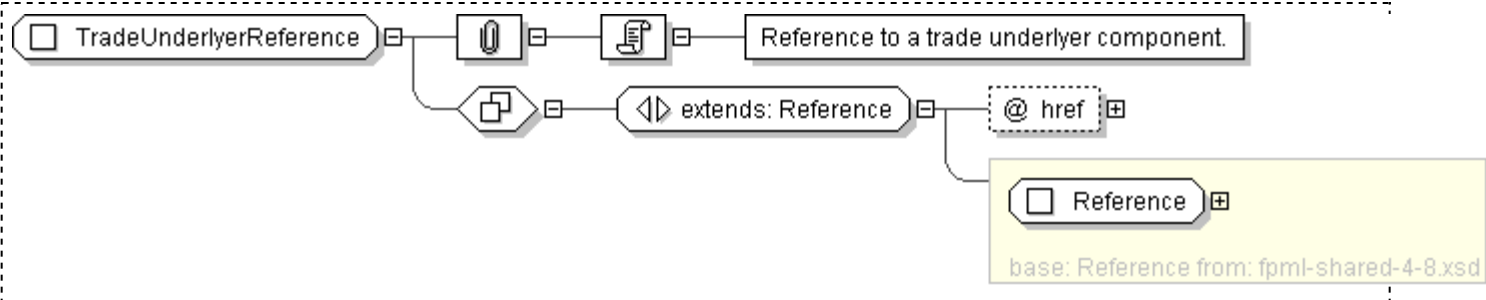 TradeUnderlyerReference
Reference to a trade underlyer component.
extends: Reference
@ href
Reference
base: Reference from: fpml-shared-4-8.xsd